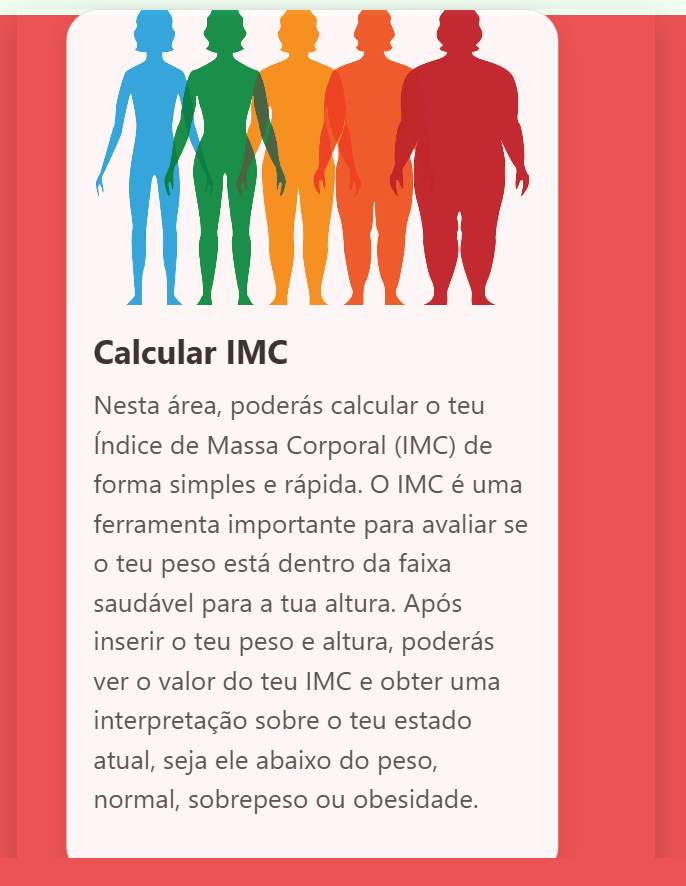 Calcular IMC
Nesta área, poderás calcular o teu
Índice de Massa Corporal (IMC) de
forma simples e rápida. O IMC é uma
ferramenta importante para avaliar se
o teu peso está dentro da faixa
saudável para a tua altura. Após
inserir o teu peso e altura, poderás
ver o valor do teu IMC e obter uma
interpretação sobre o teu estado
atual, seja ele abaixo do peso,
normal, sobrepeso ou obesidade.